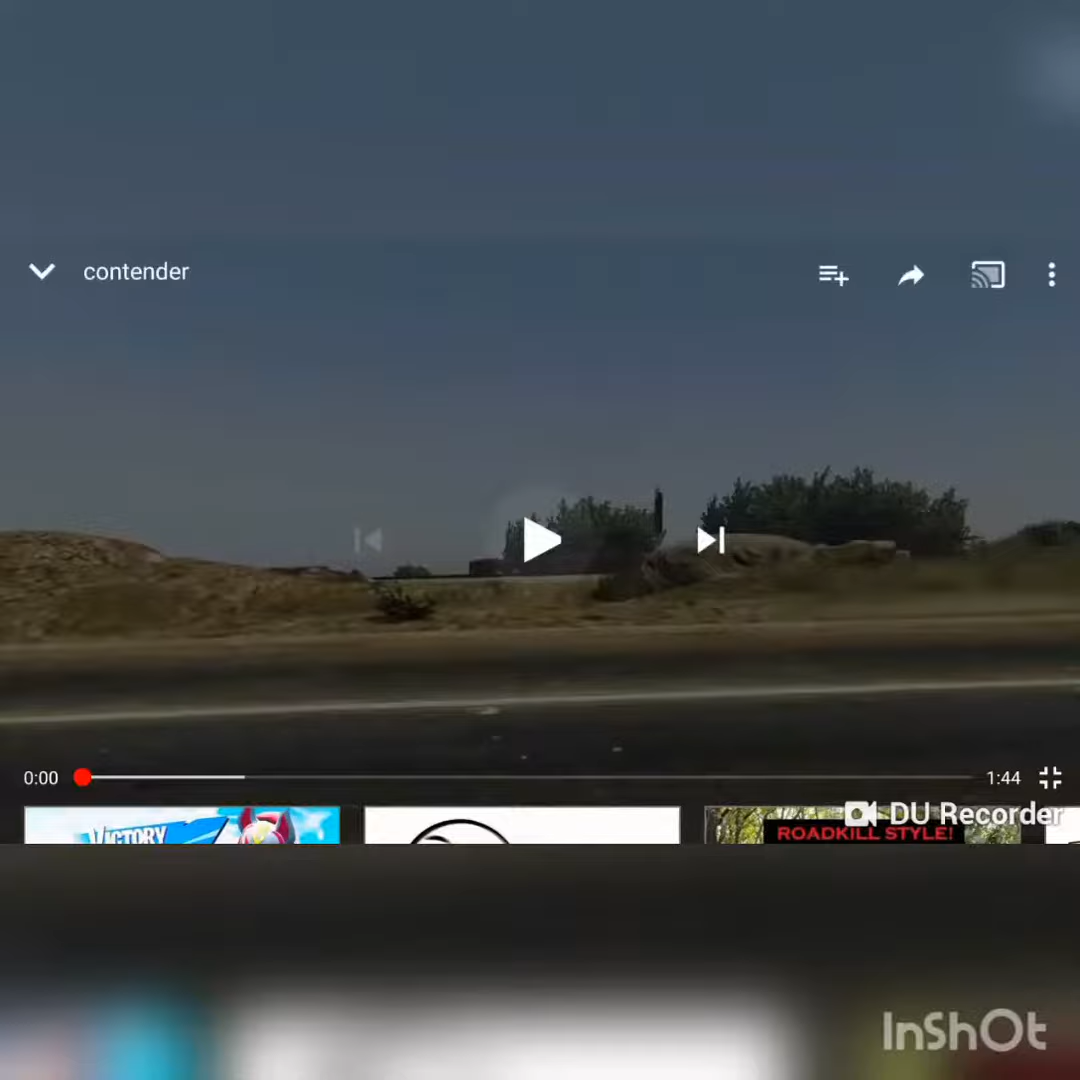 contender
0:00
1:44
VICTORY
ROADKILL STYLE!
DU Recorder
InShOt